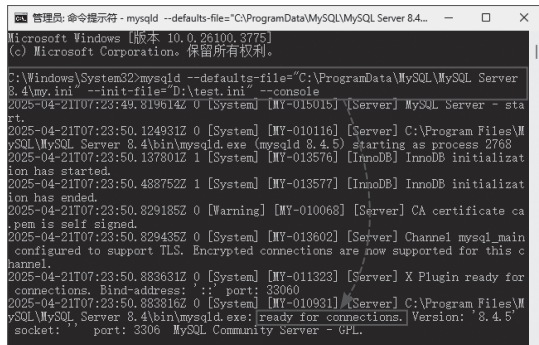 管理员: 命令提示符 - mysqld --defaults-file="C:\ProgramData\MySQL\MySQL Server 8.4...
Microsoft Windows [版本 10.0.26100.3775]
(c) Microsoft Corporation。保留所有权利。
C:\Windows\System32>mysqld --defaults-file="C:\ProgramData\MySQL\MySQL Server
8.4\my.ini" --init-file="D:\test.ini" --console
2025-04-21T07:23:49.819614Z 0 [System] [MY-015015] [Server] MySQL Server - sta
rt.
2025-04-21T07:23:50.124931Z 0 [System] [MY-010116] [Server] C:\Program Files\M
ySQL\MySQL Server 8.4\bin\mysqld.exe (mysqld 8.4.5) starting as process 2768
2025-04-21T07:23:50.137801Z 1 [System] [MY-013576] [InnoDB] InnoDB initializat
ion has started.
2025-04-21T07:23:50.488752Z 1 [System] [MY-013577] [InnoDB] InnoDB initializat
ion has ended.
2025-04-21T07:23:50.829185Z 0 [Warning] [MY-010068] [Server] CA certificate ca
.pem is self signed.
2025-04-21T07:23:50.829435Z 0 [System] [MY-013602] [Server] Channel mysql_main
 configured to support TLS. Encrypted connections are now supported for this c
hannel.
2025-04-21T07:23:50.883631Z 0 [System] [MY-011323] [Server] X Plugin ready for
 connections. Bind-address: '::' port: 33060
2025-04-21T07:23:50.883816Z 0 [System] [MY-010931] [Server] C:\Program Files\M
ySQL\MySQL Server 8.4\bin\mysqld.exe: ready for connections. Version: '8.4.5'
 socket: ''  port: 3306  MySQL Community Server - GPL.